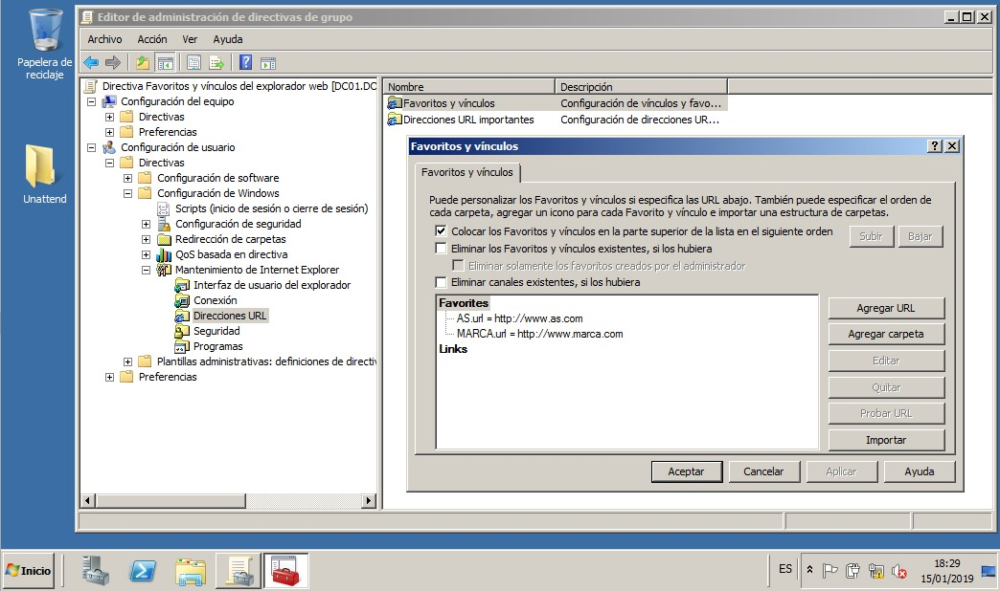 Papelera de
reciclaje
Unattend
Editor de administración de directivas de grupo
Archivo Acción Ver Ayuda
Directiva Favoritos y vínculos del explorador web [DC01.DC
Configuración del equipo
Directivas
Preferencias
Configuración de usuario
Directivas
Configuración de software
Configuración de Windows
Scripts (inicio de sesión o cierre de sesión)
Configuración de seguridad
Redirección de carpetas
QoS basada en directiva
Mantenimiento de Internet Explorer
Interfaz de usuario del explorador
Conexión
Direcciones URL
Seguridad
Programas
Plantillas administrativas: definiciones de directiv
Preferencias
Nombre Descripción
Favoritos y vínculos Configuración de vínculos y favo...
Direcciones URL importantes Configuración de direcciones UR...
Favoritos y vínculos
Favoritos y vínculos
Puede personalizar los Favoritos y vínculos si especifica las URL abajo. También puede especificar el orden de
cada carpeta, agregar un icono para cada Favorito y vínculo e importar una estructura de carpetas.
Colocar los Favoritos y vínculos en la parte superior de la lista en el siguiente orden Subir Bajar
Eliminar los Favoritos y vínculos existentes, si los hubiera
Eliminar solamente los favoritos creados por el administrador
Eliminar canales existentes, si los hubiera
Favorites
AS.url = http://www.as.com
MARCA.url = http://www.marca.com
Links
Agregar URL
Agregar carpeta
Editar
Quitar
Probar URL
Importar
Aceptar Cancelar Aplicar Ayuda
Inicio
ES
18:29
15/01/2019